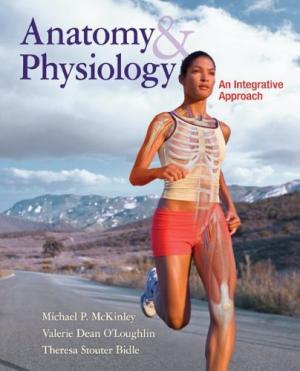 Anatomy &
Physiology
An Integrative
Approach
Michael P. McKinley
Valerie Dean O'Loughlin
Theresa Stouter Bidle